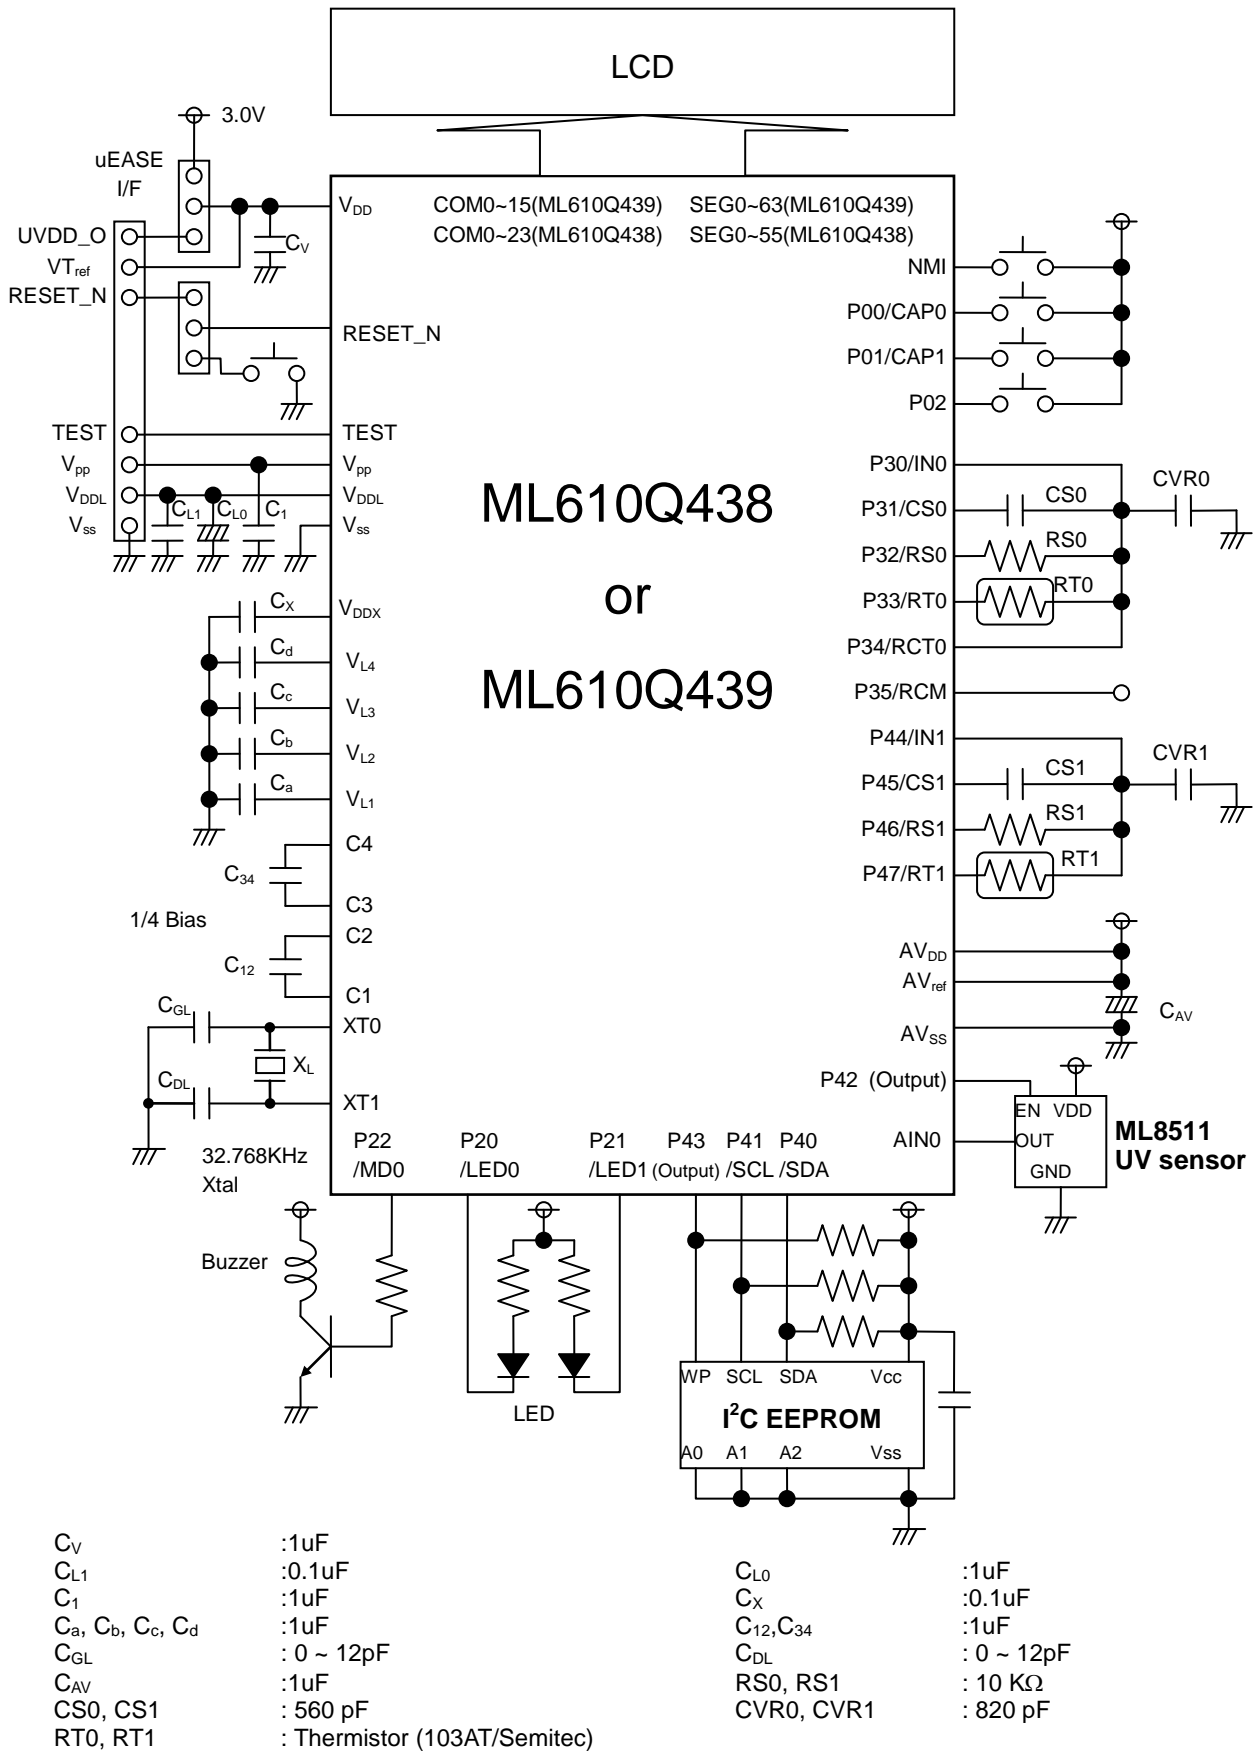 LCD
3.0V
uEASE
I/F
UVDD_O
VTref
RESET_N
TEST
Vpp
VDDL
Vss
CV
CL1
CL0
C1
VDD
RESET_N
TEST
Vpp
VDDL
Vss
COM0~15(ML610Q439) SEG0~63(ML610Q439)
COM0~23(ML610Q438) SEG0~55(ML610Q438)
ML610Q438
or
ML610Q439
NMI
P00/CAP0
P01/CAP1
P02
P30/IN0
P31/CS0
P32/RS0
P33/RT0
P34/RCT0
P35/RCM
P44/IN1
P45/CS1
P46/RS1
P47/RT1
CS0
CVR0
RS0
RT0
CS1
CVR1
RS1
RT1
CX
VDDX
Cd
VL4
Cc
VL3
Cb
VL2
Ca
VL1
C4
C34
C3
1/4 Bias
C2
C12
C1
CGL
XT0
XL
CDL
XT1
32.768KHz
Xtal
AVDD
AVref
AVSS
CAV
P42 (Output)
AIN0
EN VDD
OUT
GND
ML8511
UV sensor
P22
/MD0
P20
/LED0
P21
/LED1
P43
(Output)
P41
/SCL
P40
/SDA
Buzzer
LED
WP SCL SDA Vcc
I²C EEPROM
A0 A1 A2 Vss
CV :1uF
CL1 :0.1uF
C1 :1uF
Ca, Cb, Cc, Cd :1uF
CGL : 0 ~ 12pF
CAV :1uF
CS0, CS1 : 560 pF
RT0, RT1 : Thermistor (103AT/Semitec)
CL0 :1uF
CX :0.1uF
C12,C34 :1uF
CDL : 0 ~ 12pF
RS0, RS1 : 10 KΩ
CVR0, CVR1 : 820 pF